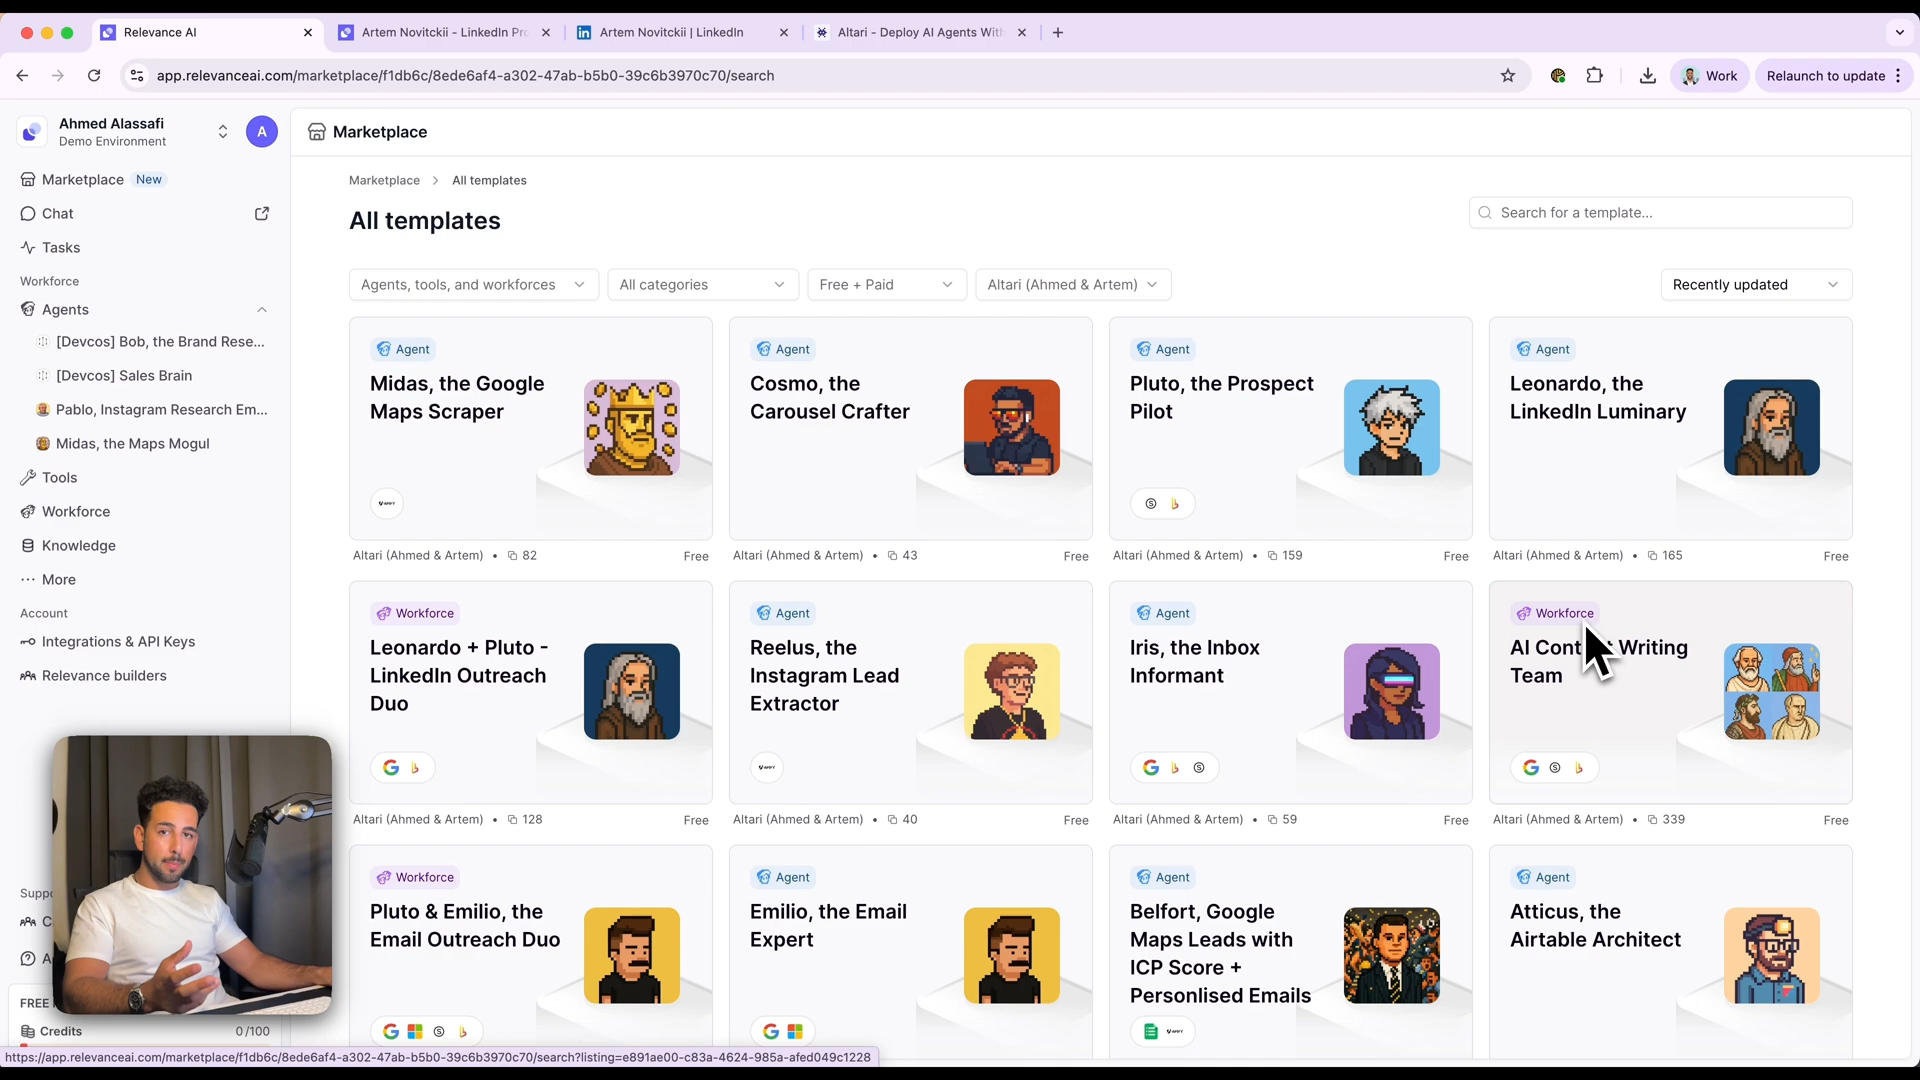 Relevance AI
Artem Novitckii - LinkedIn Pro
Artem Novitckii | LinkedIn
Altari - Deploy AI Agents With
app.relevanceai.com/marketplace/f1db6c/8ede6af4-a302-47ab-b5b0-39c6b3970c70/search
Work
Relaunch to update
Ahmed Alassafi
Demo Environment
A
Marketplace New
Chat
Tasks
Workforce
Agents
[Devcos] Bob, the Brand Rese...
[Devcos] Sales Brain
Pablo, Instagram Research Em...
Midas, the Maps Mogul
Tools
Workforce
Knowledge
More
Account
Integrations & API Keys
Relevance builders
Marketplace
Marketplace > All templates
All templates
Search for a template...
Agents, tools, and workforces
All categories
Free + Paid
Altari (Ahmed & Artem)
Recently updated
Agent
Midas, the Google
Maps Scraper
APIFY
Altari (Ahmed & Artem) • 82
Free
Agent
Cosmo, the
Carousel Crafter
Altari (Ahmed & Artem) • 43
Free
Agent
Pluto, the Prospect
Pilot
Altari (Ahmed & Artem) • 159
Free
Agent
Leonardo, the
LinkedIn Luminary
Altari (Ahmed & Artem) • 165
Free
Workforce
Leonardo + Pluto -
LinkedIn Outreach
Duo
Altari (Ahmed & Artem) • 128
Free
Agent
Reelus, the
Instagram Lead
Extractor
APIFY
Altari (Ahmed & Artem) • 40
Free
Agent
Iris, the Inbox
Informant
Altari (Ahmed & Artem) • 59
Free
Workforce
AI Cont t Writing
Team
Altari (Ahmed & Artem) • 339
Free
Workforce
Pluto & Emilio, the
Email Outreach Duo
Agent
Emilio, the Email
Expert
Agent
Belfort, Google
Maps Leads with
ICP Score +
Personlised Emails
APIFY
Agent
Atticus, the
Airtable Architect
Suppo
C
A
FREE
Credits
0/100
https://app.relevanceai.com/marketplace/f1db6c/8ede6af4-a302-47ab-b5b0-39c6b3970c70/search?listing=e891ae00-c83a-4624-985a-afed049c1228